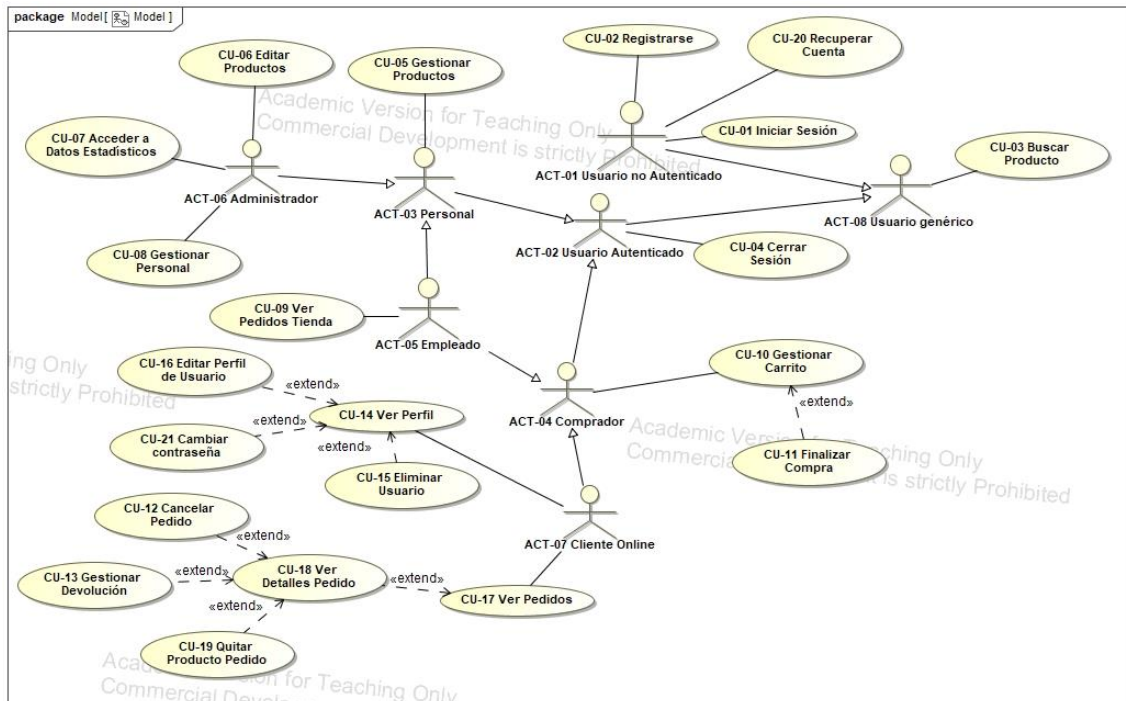 package Model[ Model ]
CU-02 Registrarse
CU-20 Recuperar
Cuenta
CU-06 Editar
Productos
CU-05 Gestionar
Productos
Academic Version for Teaching Only
Commercial Development is strictly Prohibited
CU-07 Acceder a
Datos Estadísticos
CU-01 Iniciar Sesión
CU-03 Buscar
Producto
ACT-01 Usuario no Autenticado
ACT-06 Administrador
ACT-03 Personal
ACT-08 Usuario genérico
ACT-02 Usuario Autenticado
CU-04 Cerrar
Sesión
CU-08 Gestionar
Personal
CU-09 Ver
Pedidos Tienda
ACT-05 Empleado
ing Only
strictly Prohibited
CU-16 Editar Perfil
de Usuario
«extend»
CU-10 Gestionar
Carrito
«extend»
CU-14 Ver Perfil
ACT-04 Comprador
CU-21 Cambiar
contraseña
«extend»
«extend»
Academic Version for Teaching Only
Commercial is strictly Prohibited
CU-11 Finalizar
Compra
CU-15 Eliminar
Usuario
CU-12 Cancelar
Pedido
«extend»
ACT-07 Cliente Online
CU-13 Gestionar
Devolución
«extend»
CU-18 Ver
Detalles Pedido
«extend»
CU-17 Ver Pedidos
«extend»
CU-19 Quitar
Producto Pedido
Academic Version for Teaching Only
Commercial